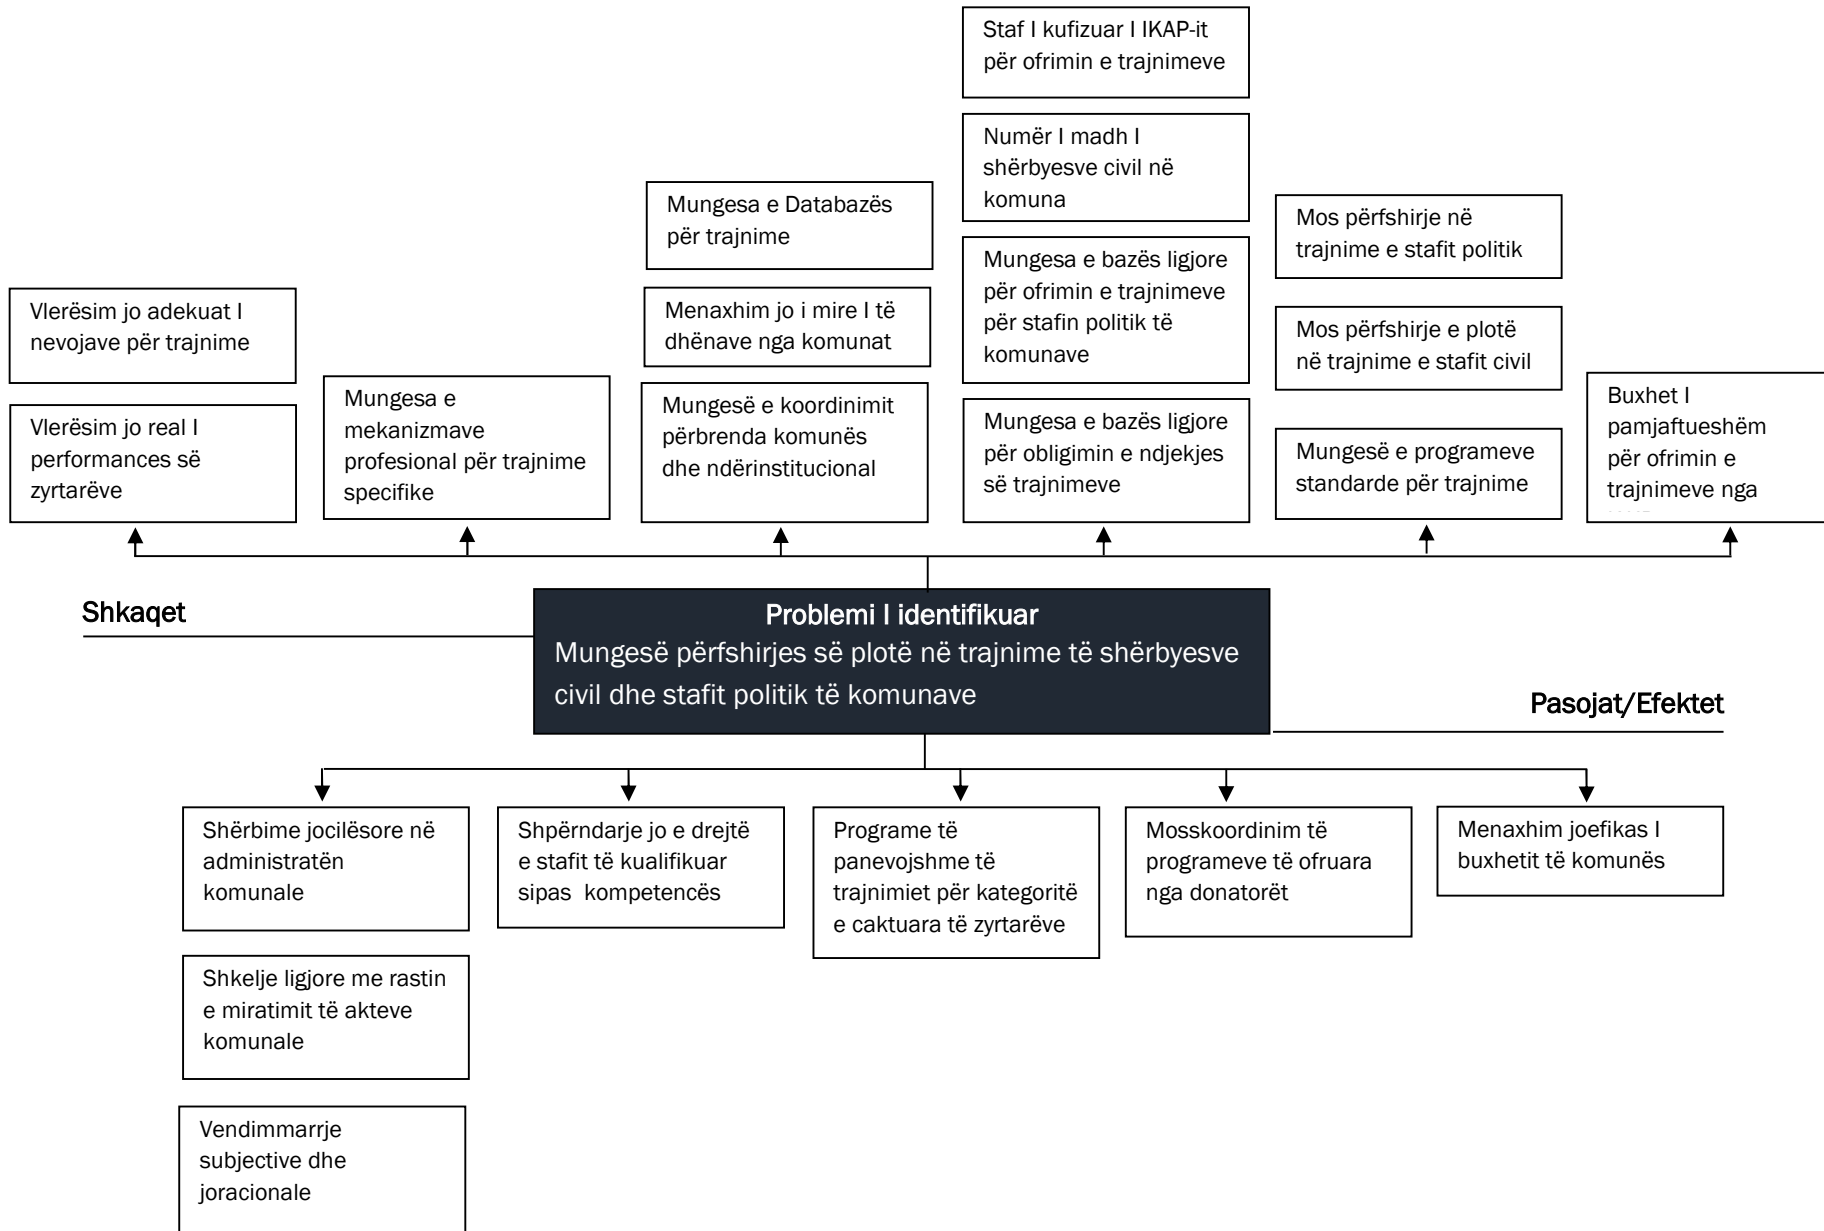 Staf I kufizuar I IKAP-it
për ofrimin e trajnimeve
Numër I madh I
shërbyesve civil në
komuna
Mungesa e Databazës
për trajnime
Mos përfshirje në
trajnime e stafit politik
Mungesa e bazës ligjore
për ofrimin e trajnimeve
për stafin politik të
komunave
Vlerësim jo adekuat I
nevojave për trajnime
Menaxhim jo i mire I të
dhënave nga komunat
Mos përfshirje e plotë
në trajnime e stafit civil
Vlerësim jo real I
performances së
zyrtarëve
Mungesa e
mekanizmave
profesional për trajnime
specifike
Mungesë e koordinimit
përbrenda komunës
dhe ndërinstitucional
Mungesa e bazës ligjore
për obligimin e ndjekjes
së trajnimeve
Mungesë e programeve
standarde për trajnime
Buxhet I
pamjaftueshëm
për ofrimin e
trajnimeve nga
Shkaqet
Problemi I identifikuar
Mungesë përfshirjes së plotë në trajnime të shërbyesve
civil dhe stafit politik të komunave
Pasojat/Efektet
Shërbime jocilësore në
administratën
komunale
Shpërndarje jo e drejtë
e stafit të kualifikuar
sipas  kompetencës
Programe të
panevojshme të
trajnimiet për kategoritë
e caktuara të zyrtarëve
Mosskoordinim të
programeve të ofruara
nga donatorët
Menaxhim joefikas I
buxhetit të komunës
Shkelje ligjore me rastin
e miratimit të akteve
komunale
Vendimmarrje
subjective dhe
joracionale